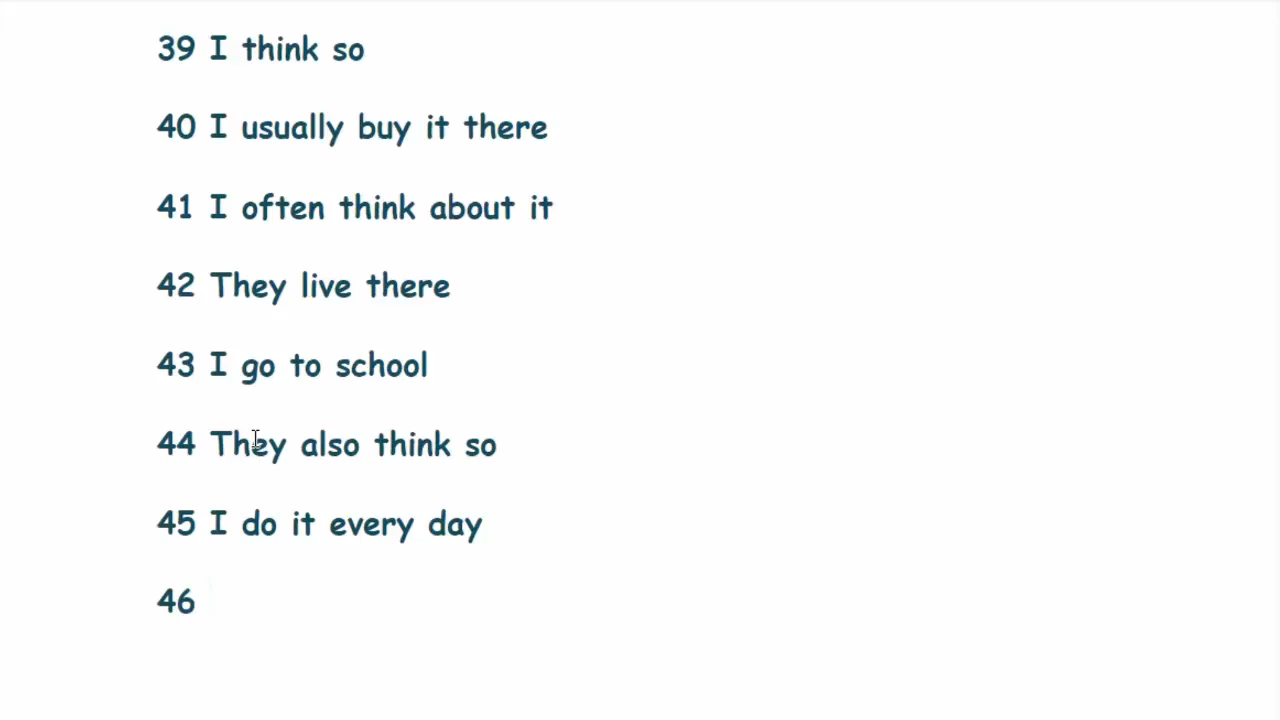 39 I think so
40 I usually buy it there
41 I often think about it
42 They live there
43 I go to school
44 They also think so
45 I do it every day
46